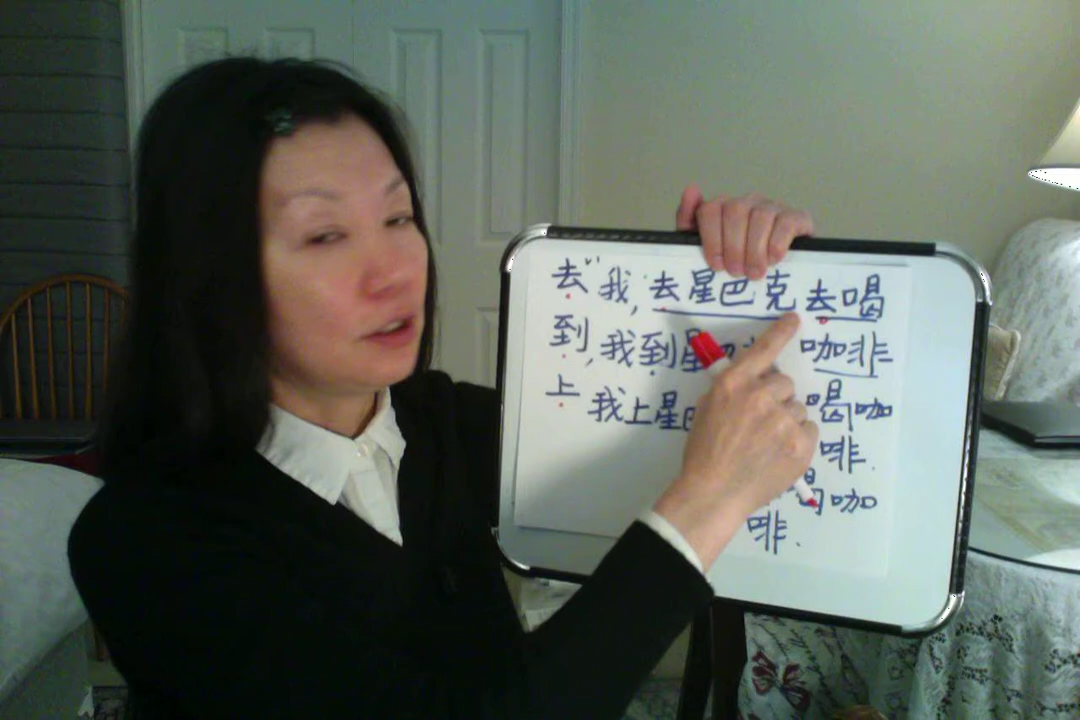 去" 我, 去星巴克去喝
到, 我到星 咖啡
上 我上星巴 喝咖
啡.
喝咖
啡.